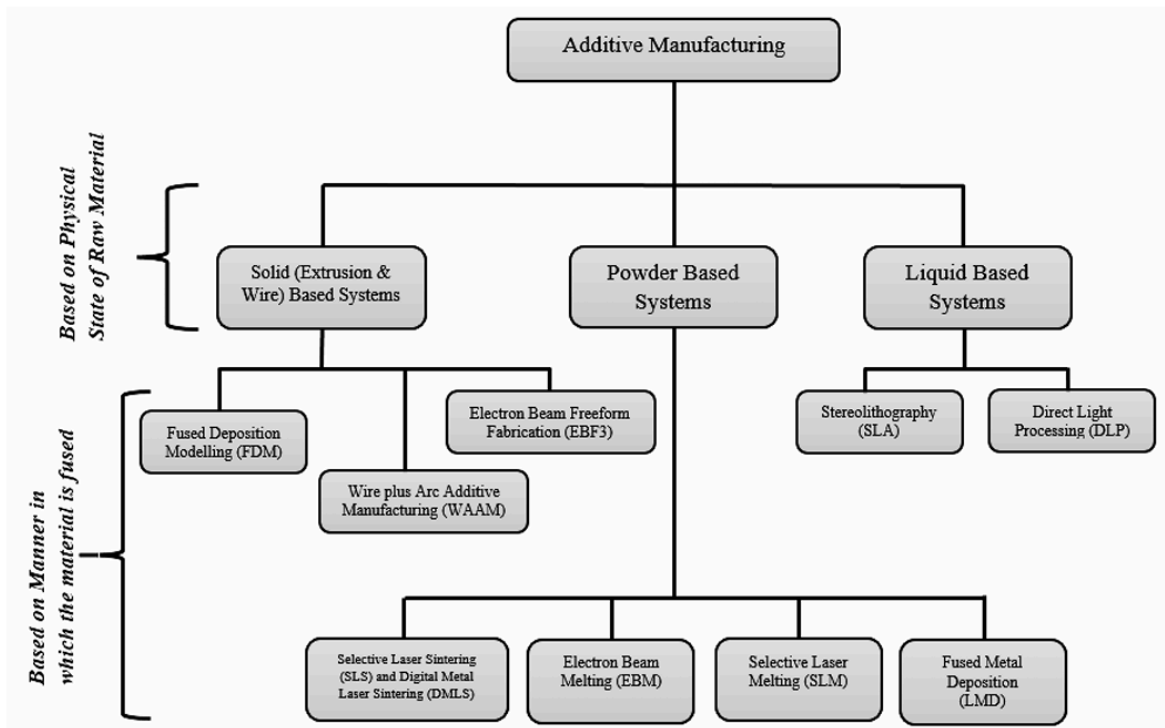 Additive Manufacturing
Based on Physical
State of Raw Material
Solid (Extrusion &
Wire) Based Systems
Powder Based
Systems
Liquid Based
Systems
Based on Manner in
which the material is fused
Fused Deposition
Modelling (FDM)
Wire plus Arc Additive
Manufacturing (WAAM)
Electron Beam Freeform
Fabrication (EBF3)
Stereolithography
(SLA)
Direct Light
Processing (DLP)
Selective Laser Sintering
(SLS) and Digital Metal
Laser Sintering (DMLS)
Electron Beam
Melting (EBM)
Selective Laser
Melting (SLM)
Fused Metal
Deposition
(LMD)